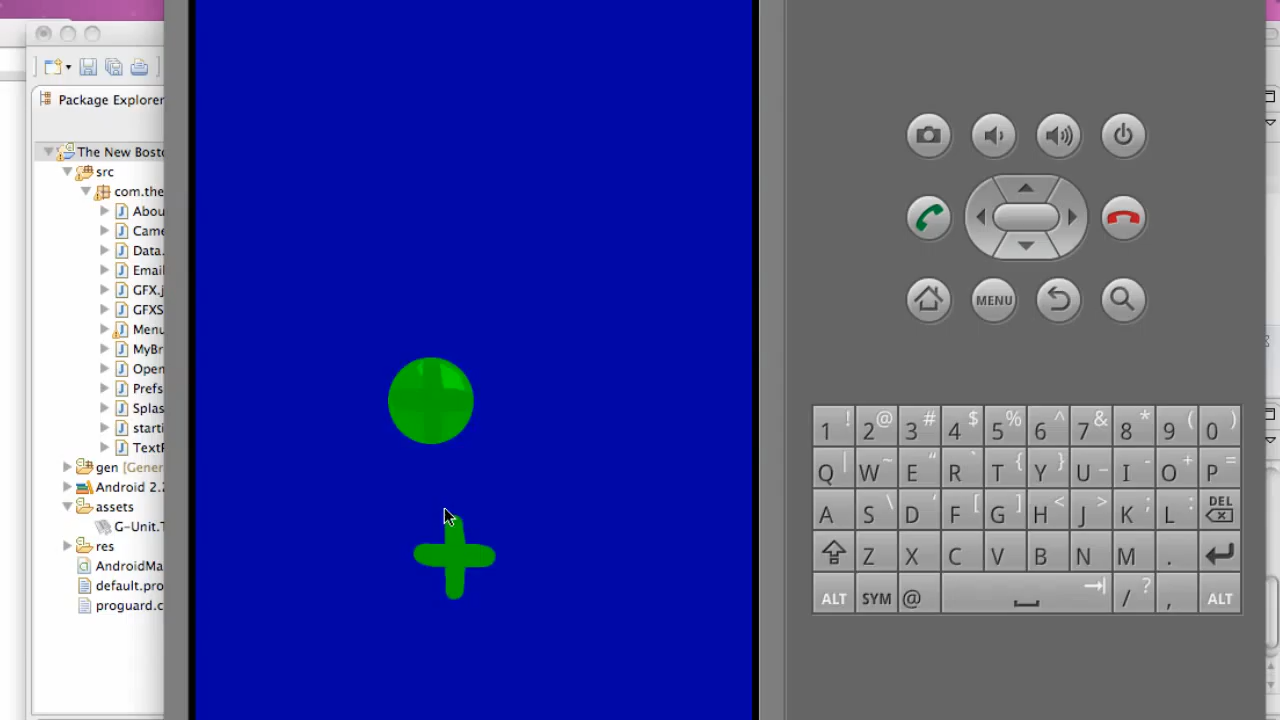 Package Explorer
The New Bosto
src
com.the
Abou
Came
Data.
Email
GFX.j
GFXS
Menu
MyBr
Open
Prefs
Splas
starti
TextP
gen [Gener
Android 2.2
assets
G-Unit.T
res
AndroidMa
default.pro
proguard.c
MENU
1 ! 2 @ 3 # 4 $ 5 % 6 ^ 7 & 8 * 9 ( 0 )
Q | W ~ E " R ` T { Y } U _ I - O + P =
A S \ D ' F [ G ] H < J > K ; L : DEL
Z X C V B N M .
ALT SYM @ / ? , ALT